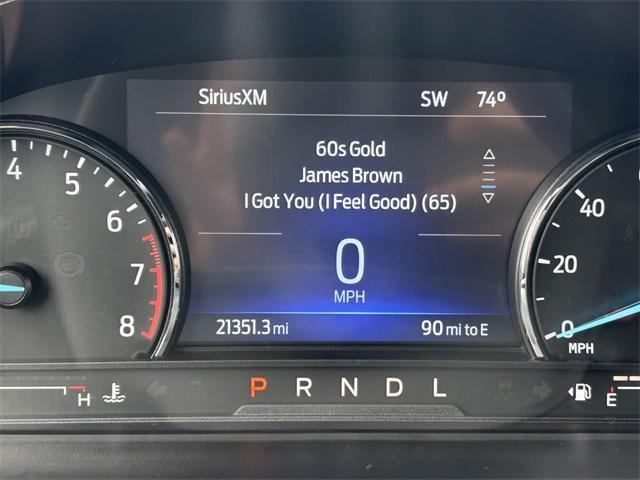 SiriusXM SW 74°
60s Gold
James Brown
I Got You (I Feel Good) (65)
0
MPH
21351.3 mi 90 mi to E
4
5
6
7
8
40
20
0
MPH
H P R N D L E